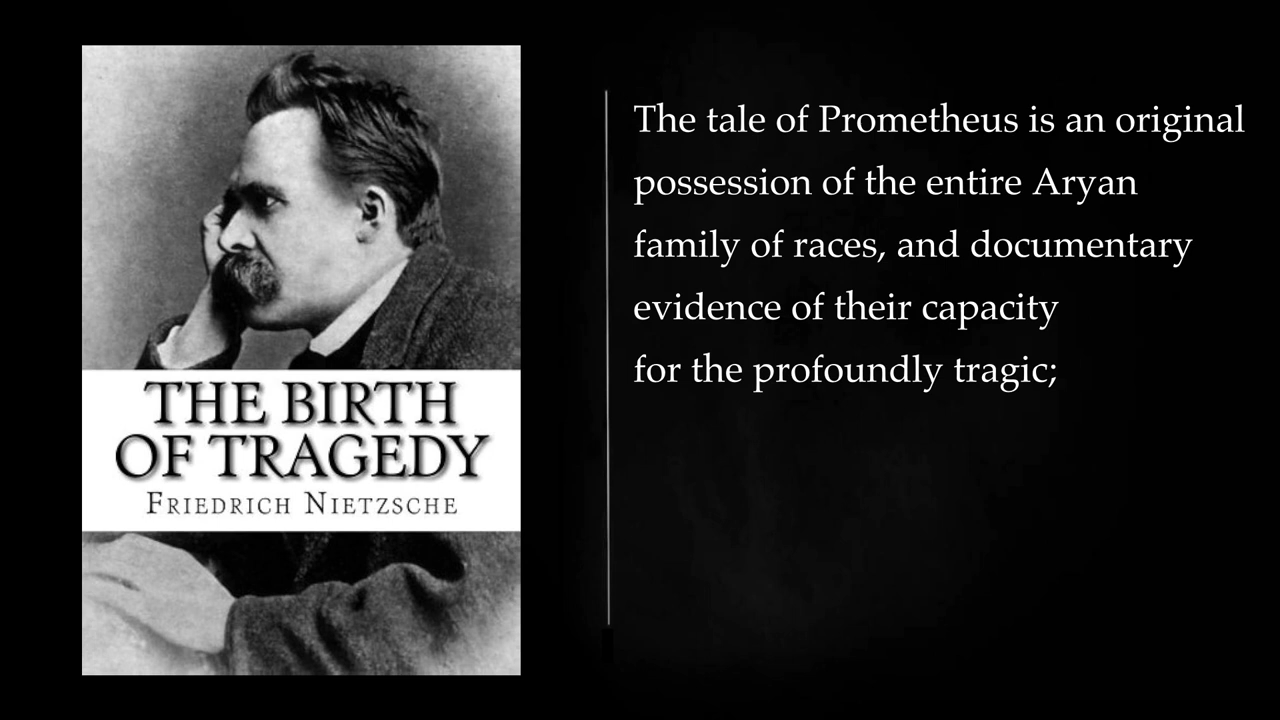 THE BIRTH
OF TRAGEDY
FRIEDRICH NIETZSCHE
The tale of Prometheus is an original
possession of the entire Aryan
family of races, and documentary
evidence of their capacity
for the profoundly tragic;